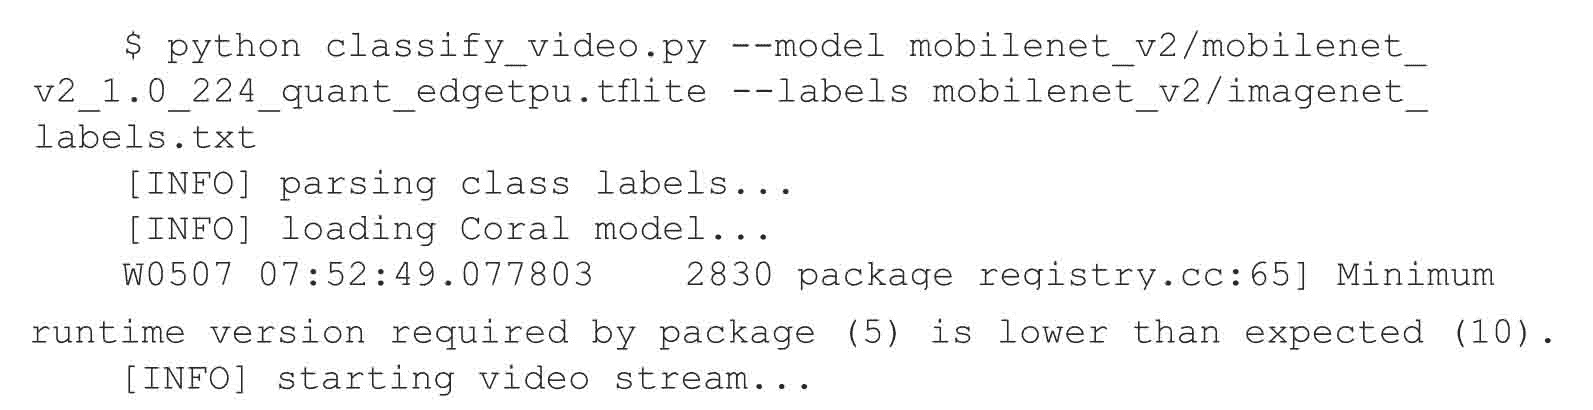 $ python classify_video.py --model mobilenet_v2/mobilenet_
v2_1.0_224_quant_edgetpu.tflite --labels mobilenet_v2/imagenet_
labels.txt
[INFO] parsing class labels...
[INFO] loading Coral model...
W0507 07:52:49.077803 2830 package registry.cc:65] Minimum
runtime version required by package (5) is lower than expected (10).
[INFO] starting video stream...